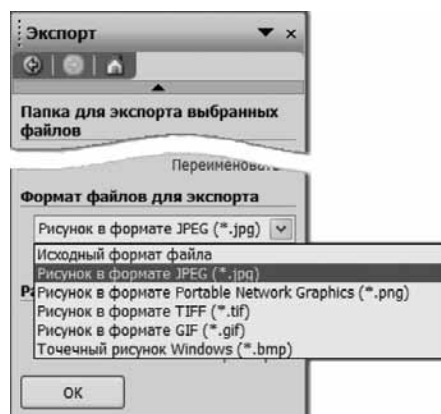 Экспорт
Папка для экспорта выбранных
файлов
Переименовать
Формат файлов для экспорта
Рисунок в формате JPEG (*.jpg)
Исходный формат файла
Рисунок в формате JPEG (*.jpg)
Рисунок в формате Portable Network Graphics (*.png)
Рисунок в формате TIFF (*.tif)
Рисунок в формате GIF (*.gif)
Точечный рисунок Windows (*.bmp)
ОК